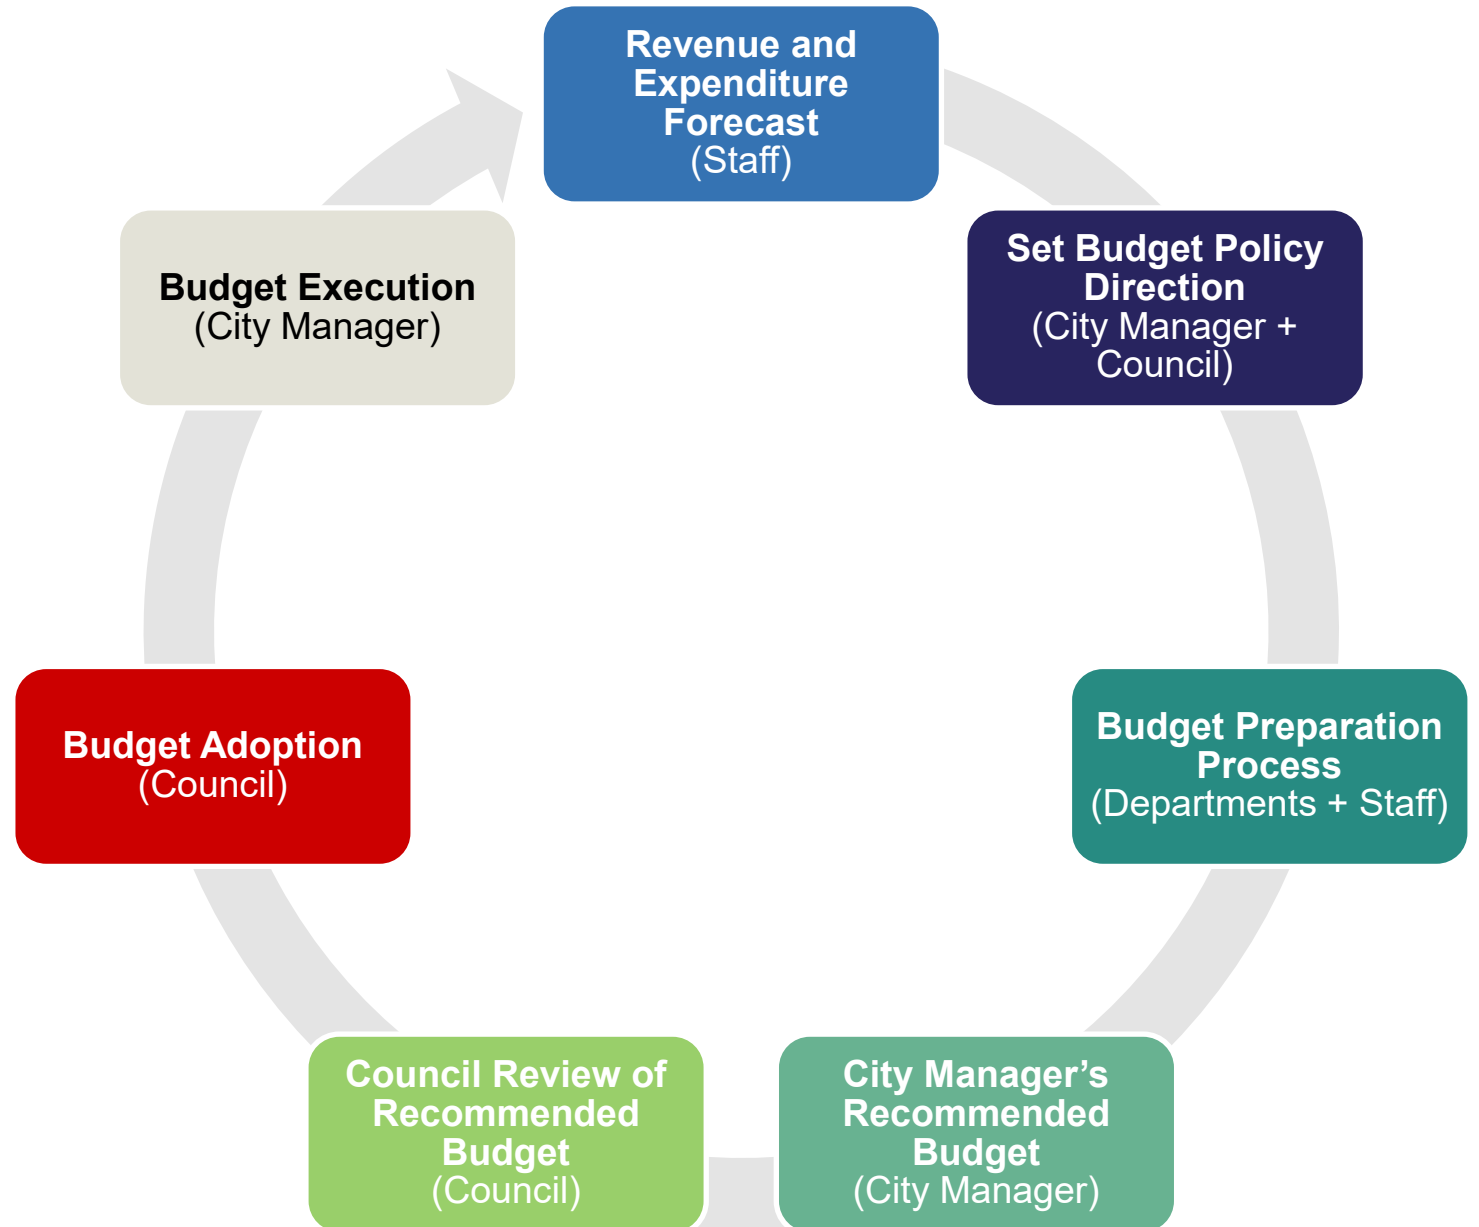 Revenue and
Expenditure
Forecast
(Staff)
Set Budget Policy
Direction
(City Manager +
Council)
Budget Preparation
Process
(Departments + Staff)
City Manager’s
Recommended
Budget
(City Manager)
Council Review of
Recommended
Budget
(Council)
Budget Adoption
(Council)
Budget Execution
(City Manager)